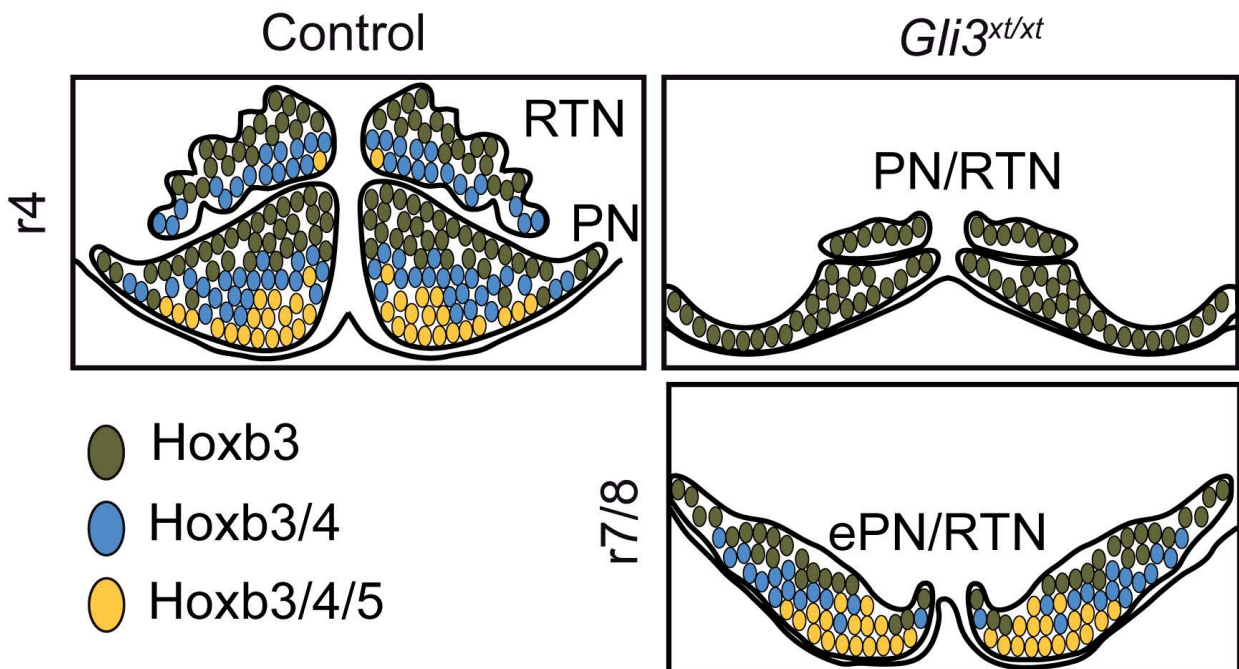 Control
Gli3xt/xt
r4
RTN
PN
PN/RTN
Hoxb3
Hoxb3/4
Hoxb3/4/5
r7/8
ePN/RTN